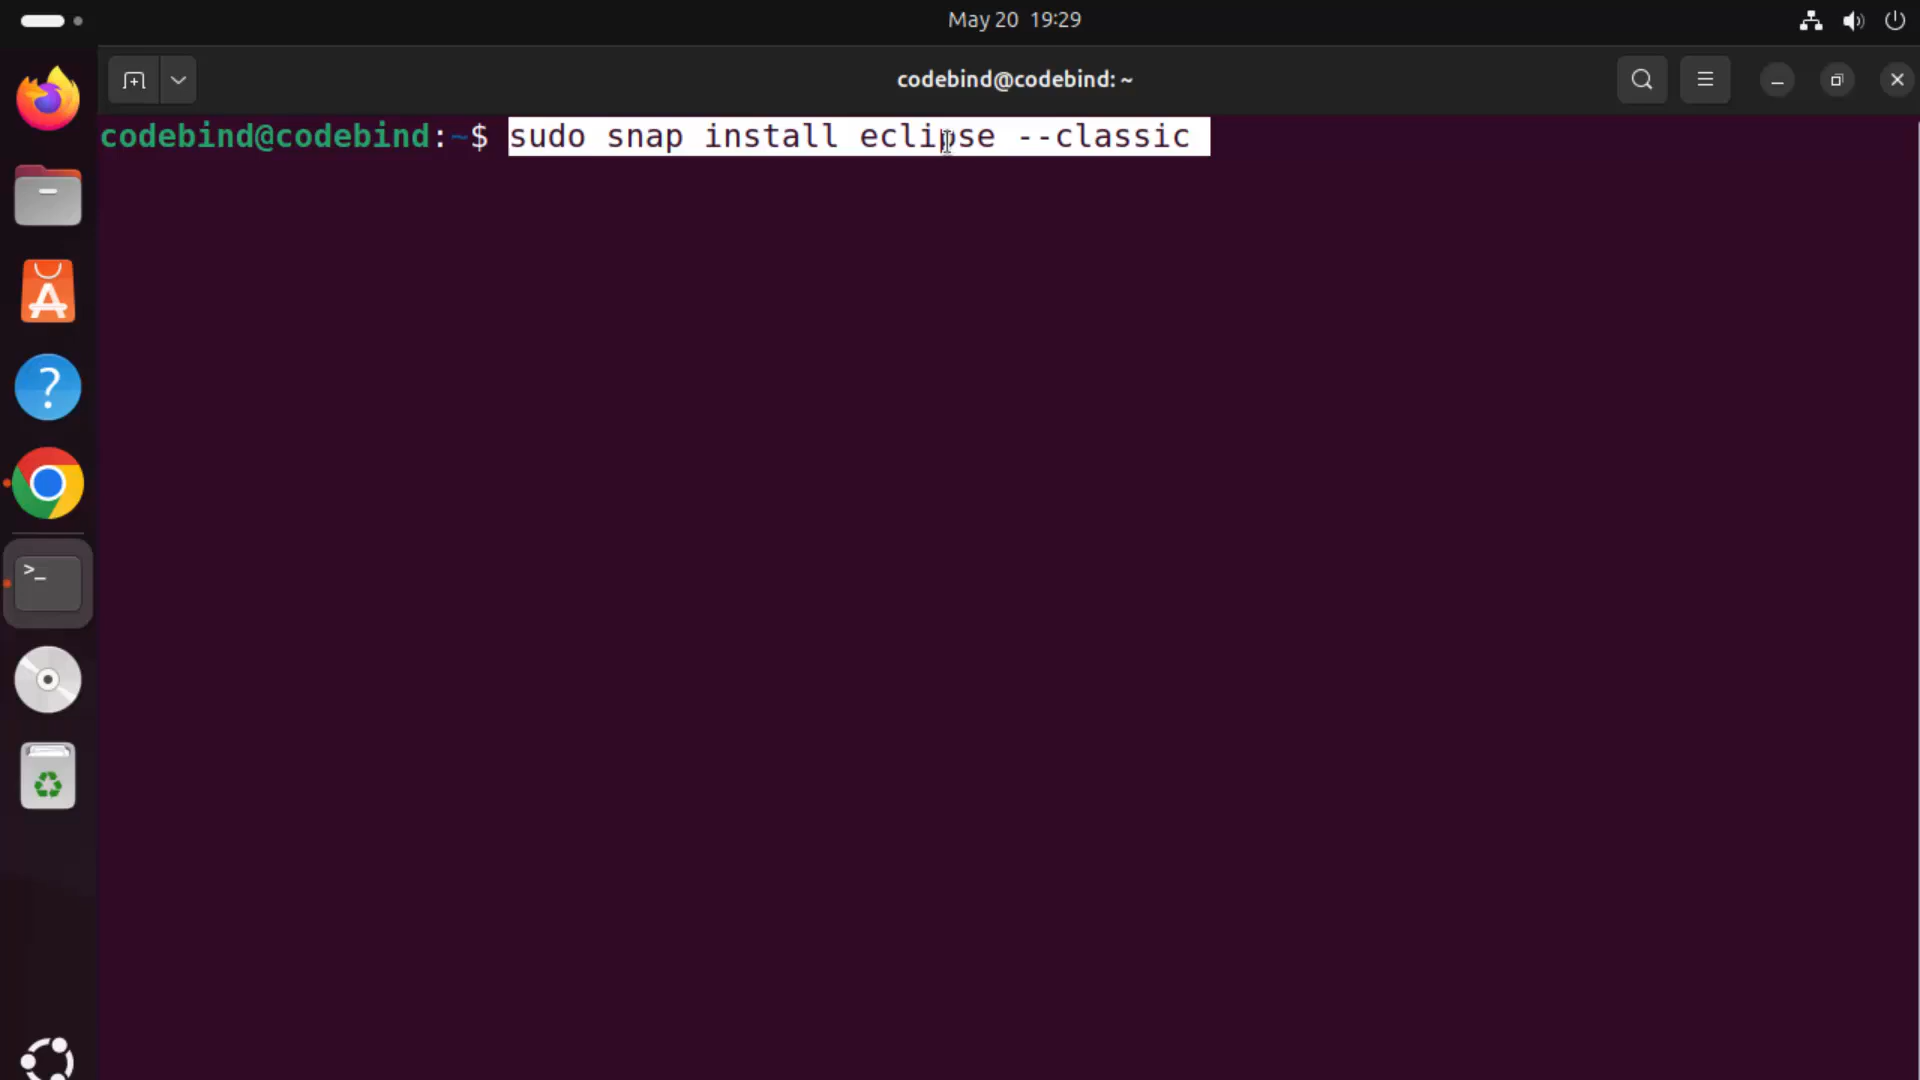 May 20 19:29
codebind@codebind: ~
codebind@codebind:~$ sudo snap install eclipse --classic
>_